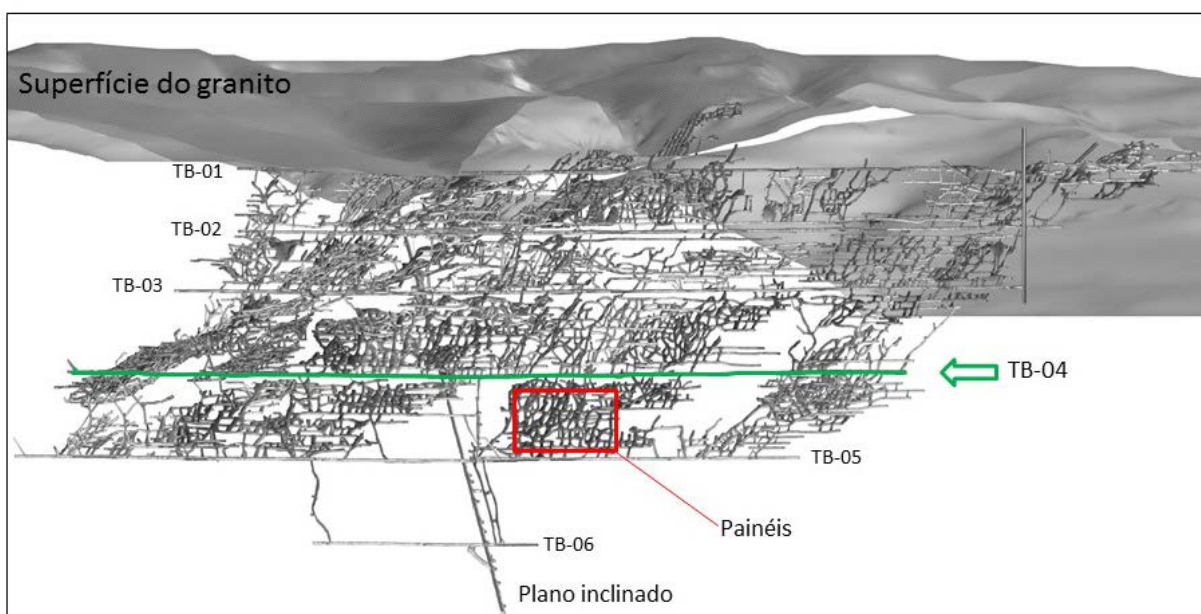 Superfície do granito
TB-01
TB-02
TB-03
TB-04
TB-05
Painéis
TB-06
Plano inclinado